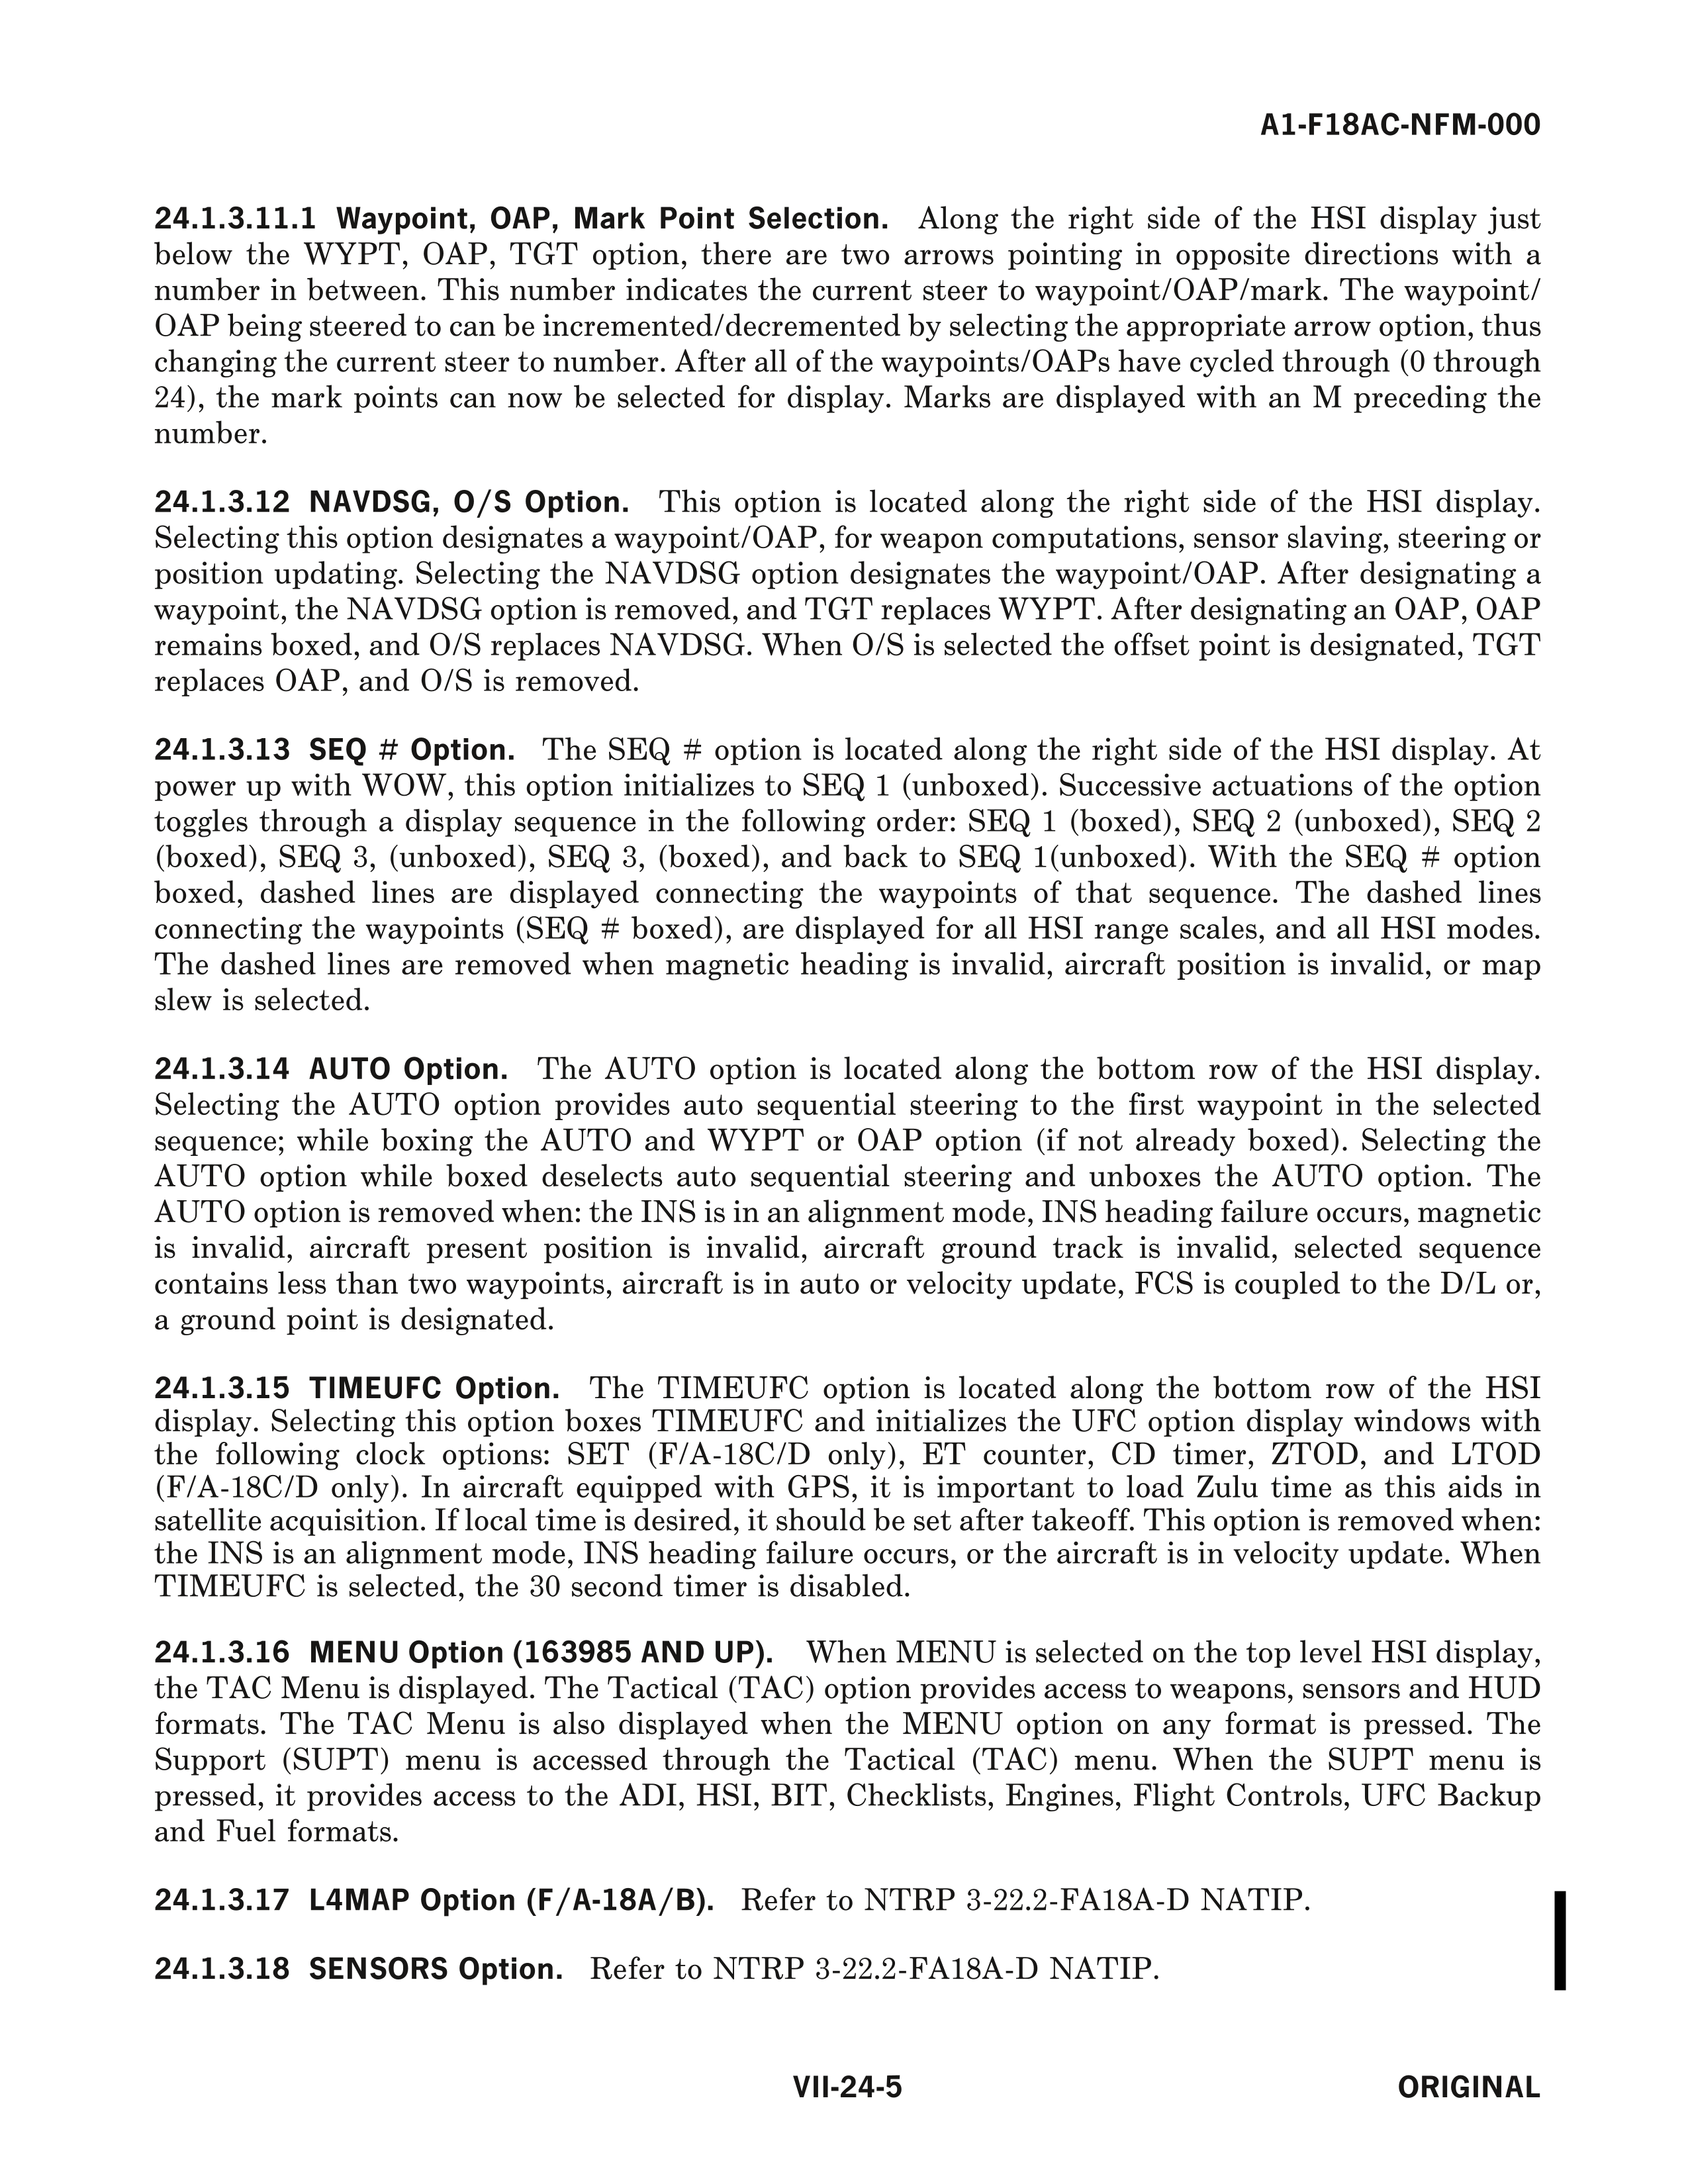 A1-F18AC-NFM-000
24.1.3.11.1 Waypoint, OAP, Mark Point Selection. Along the right side of the HSI display just
below the WYPT, OAP, TGT option, there are two arrows pointing in opposite directions with a
number in between. This number indicates the current steer to waypoint/OAP/mark. The waypoint/
OAP being steered to can be incremented/decremented by selecting the appropriate arrow option, thus
changing the current steer to number. After all of the waypoints/OAPs have cycled through (0 through
24), the mark points can now be selected for display. Marks are displayed with an M preceding the
number.
24.1.3.12 NAVDSG, O/S Option. This option is located along the right side of the HSI display.
Selecting this option designates a waypoint/OAP, for weapon computations, sensor slaving, steering or
position updating. Selecting the NAVDSG option designates the waypoint/OAP. After designating a
waypoint, the NAVDSG option is removed, and TGT replaces WYPT. After designating an OAP, OAP
remains boxed, and O/S replaces NAVDSG. When O/S is selected the offset point is designated, TGT
replaces OAP, and O/S is removed.
24.1.3.13 SEQ # Option. The SEQ # option is located along the right side of the HSI display. At
power up with WOW, this option initializes to SEQ 1 (unboxed). Successive actuations of the option
toggles through a display sequence in the following order: SEQ 1 (boxed), SEQ 2 (unboxed), SEQ 2
(boxed), SEQ 3, (unboxed), SEQ 3, (boxed), and back to SEQ 1(unboxed). With the SEQ # option
boxed, dashed lines are displayed connecting the waypoints of that sequence. The dashed lines
connecting the waypoints (SEQ # boxed), are displayed for all HSI range scales, and all HSI modes.
The dashed lines are removed when magnetic heading is invalid, aircraft position is invalid, or map
slew is selected.
24.1.3.14 AUTO Option. The AUTO option is located along the bottom row of the HSI display.
Selecting the AUTO option provides auto sequential steering to the first waypoint in the selected
sequence; while boxing the AUTO and WYPT or OAP option (if not already boxed). Selecting the
AUTO option while boxed deselects auto sequential steering and unboxes the AUTO option. The
AUTO option is removed when: the INS is in an alignment mode, INS heading failure occurs, magnetic
is invalid, aircraft present position is invalid, aircraft ground track is invalid, selected sequence
contains less than two waypoints, aircraft is in auto or velocity update, FCS is coupled to the D/L or,
a ground point is designated.
24.1.3.15 TIMEUFC Option. The TIMEUFC option is located along the bottom row of the HSI
display. Selecting this option boxes TIMEUFC and initializes the UFC option display windows with
the following clock options: SET (F/A-18C/D only), ET counter, CD timer, ZTOD, and LTOD
(F/A-18C/D only). In aircraft equipped with GPS, it is important to load Zulu time as this aids in
satellite acquisition. If local time is desired, it should be set after takeoff. This option is removed when:
the INS is an alignment mode, INS heading failure occurs, or the aircraft is in velocity update. When
TIMEUFC is selected, the 30 second timer is disabled.
24.1.3.16 MENU Option (163985 AND UP). When MENU is selected on the top level HSI display,
the TAC Menu is displayed. The Tactical (TAC) option provides access to weapons, sensors and HUD
formats. The TAC Menu is also displayed when the MENU option on any format is pressed. The
Support (SUPT) menu is accessed through the Tactical (TAC) menu. When the SUPT menu is
pressed, it provides access to the ADI, HSI, BIT, Checklists, Engines, Flight Controls, UFC Backup
and Fuel formats.
24.1.3.17 L4MAP Option (F/A-18A/B). Refer to NTRP 3-22.2-FA18A-D NATIP.
24.1.3.18 SENSORS Option. Refer to NTRP 3-22.2-FA18A-D NATIP.
VII-24-5
ORIGINAL